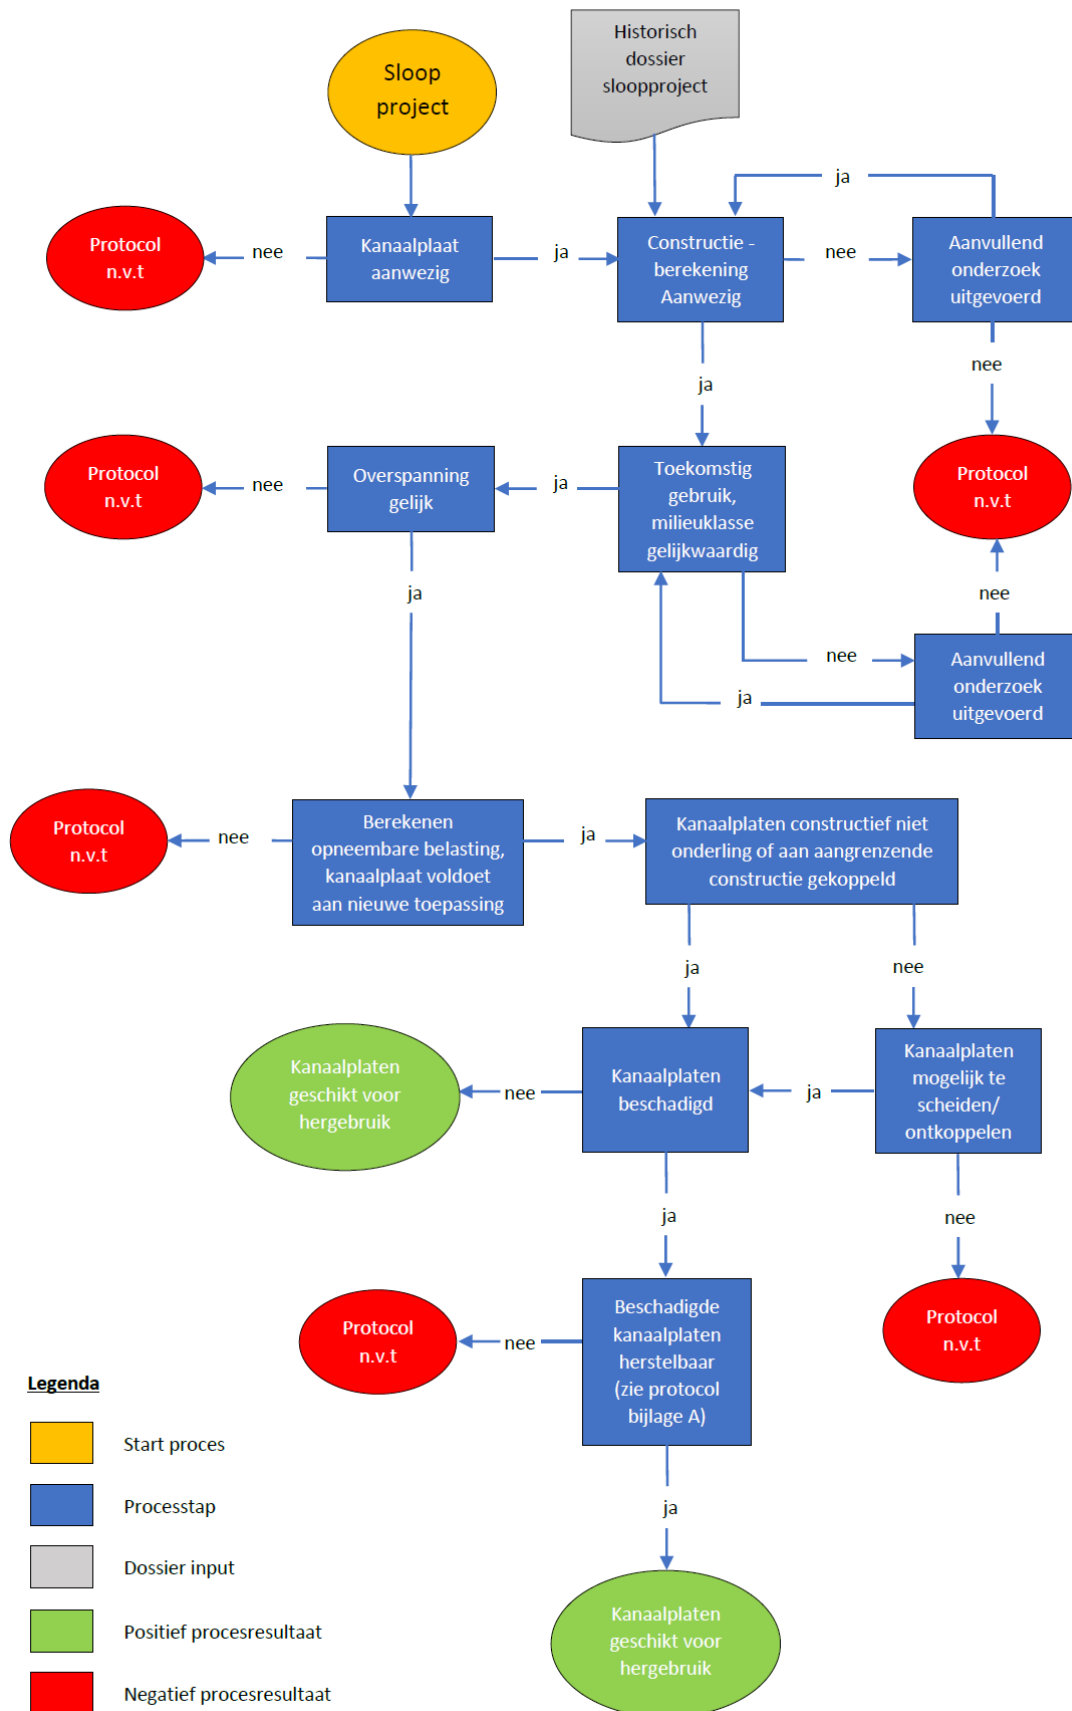 Sloop
project
Historisch
dossier
sloopproject
ja
Protocol
n.v.t
nee
Kanaalplaat
aanwezig
ja
Constructie -
berekening
Aanwezig
nee
Aanvullend
onderzoek
uitgevoerd
ja
nee
Protocol
n.v.t
nee
Overspanning
gelijk
ja
Toekomstig
gebruik,
milieuklasse
gelijkwaardig
Protocol
n.v.t
ja
nee
nee
ja
Aanvullend
onderzoek
uitgevoerd
Protocol
n.v.t
nee
Berekenen
opneembare belasting,
kanaalplaat voldoet
aan nieuwe toepassing
ja
Kanaalplaten constructief niet
onderling of aan aangrenzende
constructie gekoppeld
ja
nee
Kanaalplaten
geschikt voor
hergebruik
nee
Kanaalplaten
beschadigd
ja
Kanaalplaten
mogelijk te
scheiden/
ontkoppelen
ja
nee
Protocol
n.v.t
nee
Beschadigde
kanaalplaten
herstelbaar
(zie protocol
bijlage A)
Protocol
n.v.t
ja
Kanaalplaten
geschikt voor
hergebruik
Legenda
Start proces
Processtap
Dossier input
Positief procesresultaat
Negatief procesresultaat